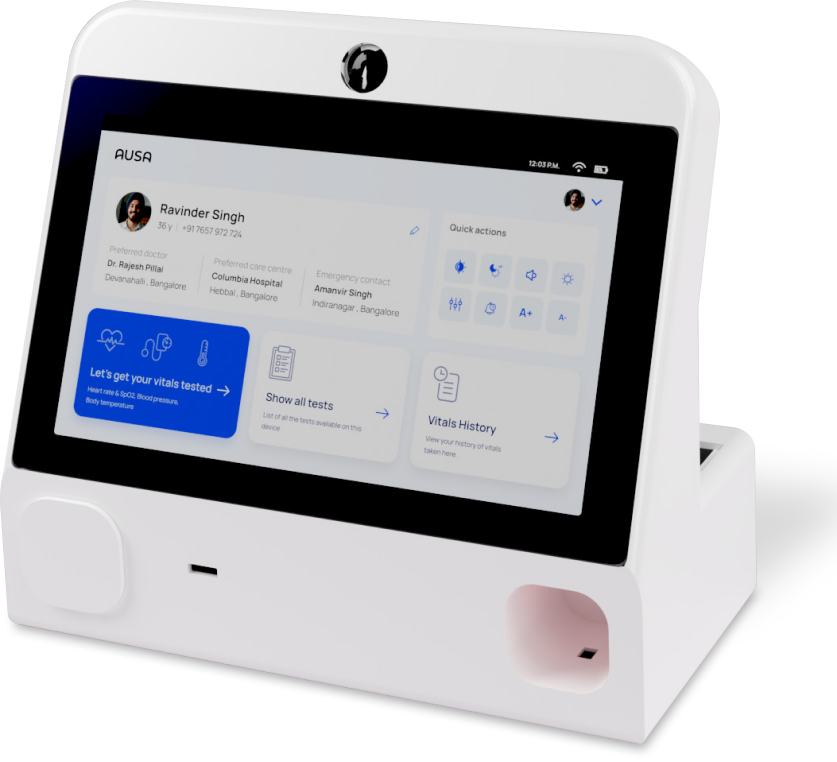 AUSA
12:03 P.M.
Ravinder Singh
36 y | +91 7657 972 724
Preferred doctor
Dr. Rajesh Pillai
Devanahalli , Bangalore
Preferred care centre
Columbia Hospital
Hebbal , Bangalore
Emergency contact
Amanvir Singh
Indiranagar , Bangalore
Quick actions
A+
A-
Let's get your vitals tested
Heart rate & SpO2, Blood pressure,
Body temperature
Show all tests
List of all the tests available on this
device
Vitals History
View your history of vitals
taken here